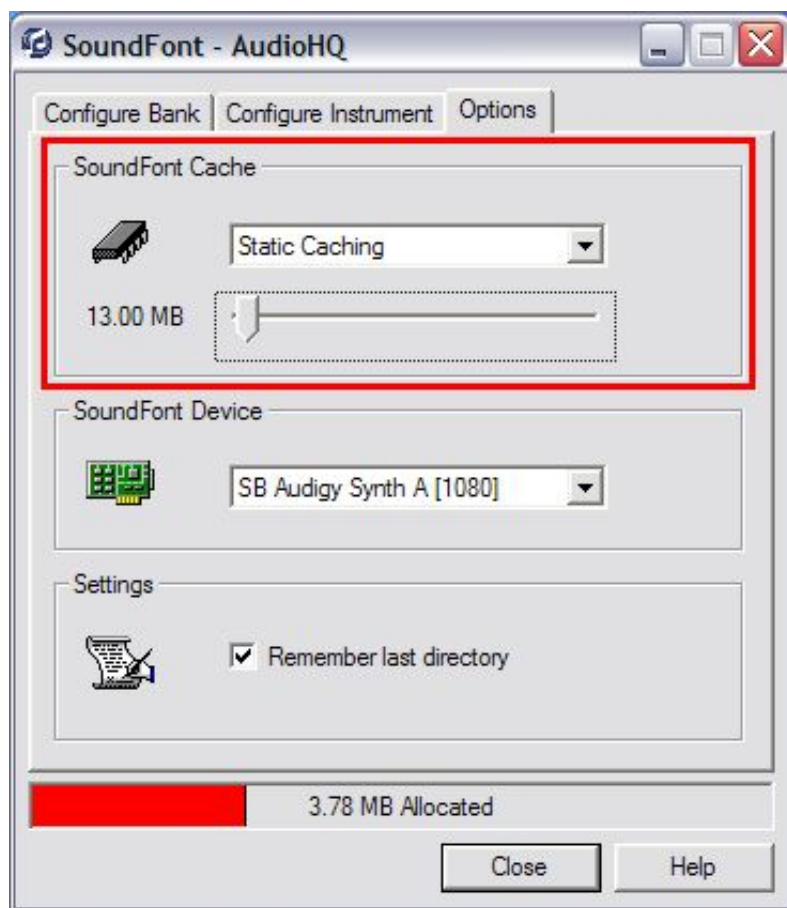 SoundFont - AudioHQ
Configure Bank Configure Instrument Options
SoundFont Cache
Static Caching
13.00 MB
SoundFont Device
SB Audigy Synth A [1080]
Settings
Remember last directory
3.78 MB Allocated
Close Help